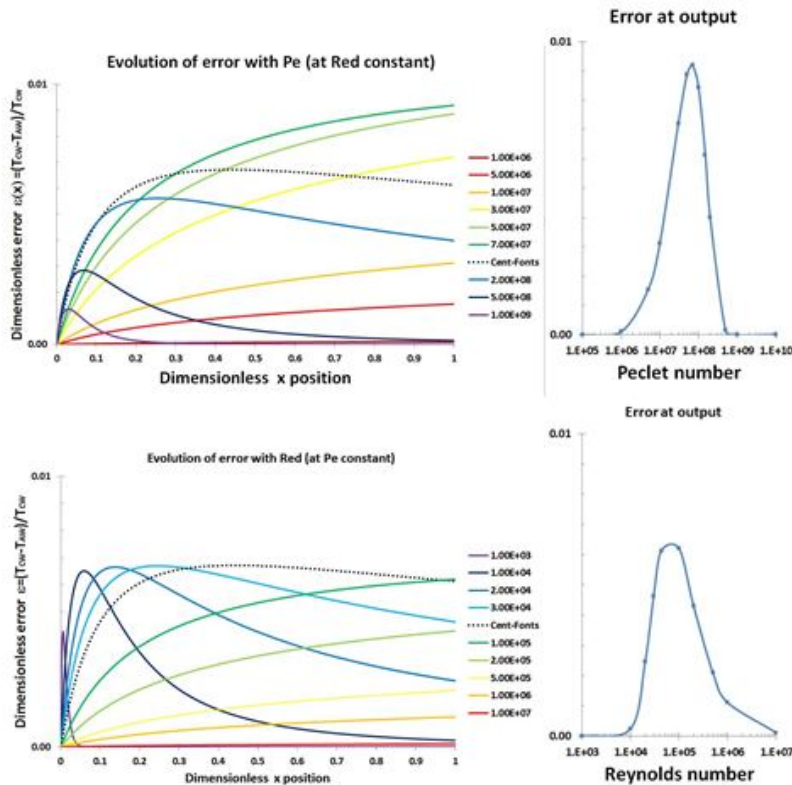 Error at output
Evolution of error with Pe (at Red constant)
0.01
0.01
Dimensionless error ε(x) =(TCW-TAW)/TCW
1.00E+06
5.00E+06
1.00E+07
3.00E+07
5.00E+07
7.00E+07
Cent-Fonts
2.00E+08
5.00E+08
1.00E+09
0.00
0 0.1 0.2 0.3 0.4 0.5 0.6 0.7 0.8 0.9 1
Dimensionless x position
0.00
1.E+05 1.E+06 1.E+07 1.E+08 1.E+09 1.E+10
Peclet number
Error at output
Evolution of error with Red (at Pe constant)
0.01
0.01
Dimensionless error ε=(TCW-TAW)/TCW
1.00E+03
1.00E+04
2.00E+04
3.00E+04
Cent-Fonts
1.00E+05
2.00E+05
5.00E+05
1.00E+06
1.00E+07
0.00
0 0.1 0.2 0.3 0.4 0.5 0.6 0.7 0.8 0.9 1
Dimensionless x position
0.00
1.E+03 1.E+04 1.E+05 1.E+06 1.E+07
Reynolds number